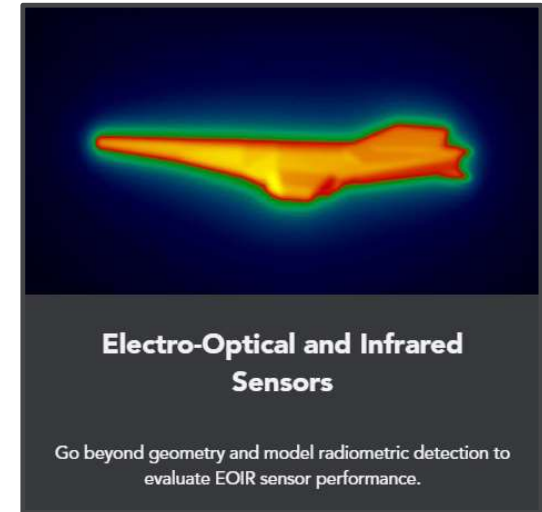 Electro-Optical and Infrared
Sensors
Go beyond geometry and model radiometric detection to
evaluate EOIR sensor performance.